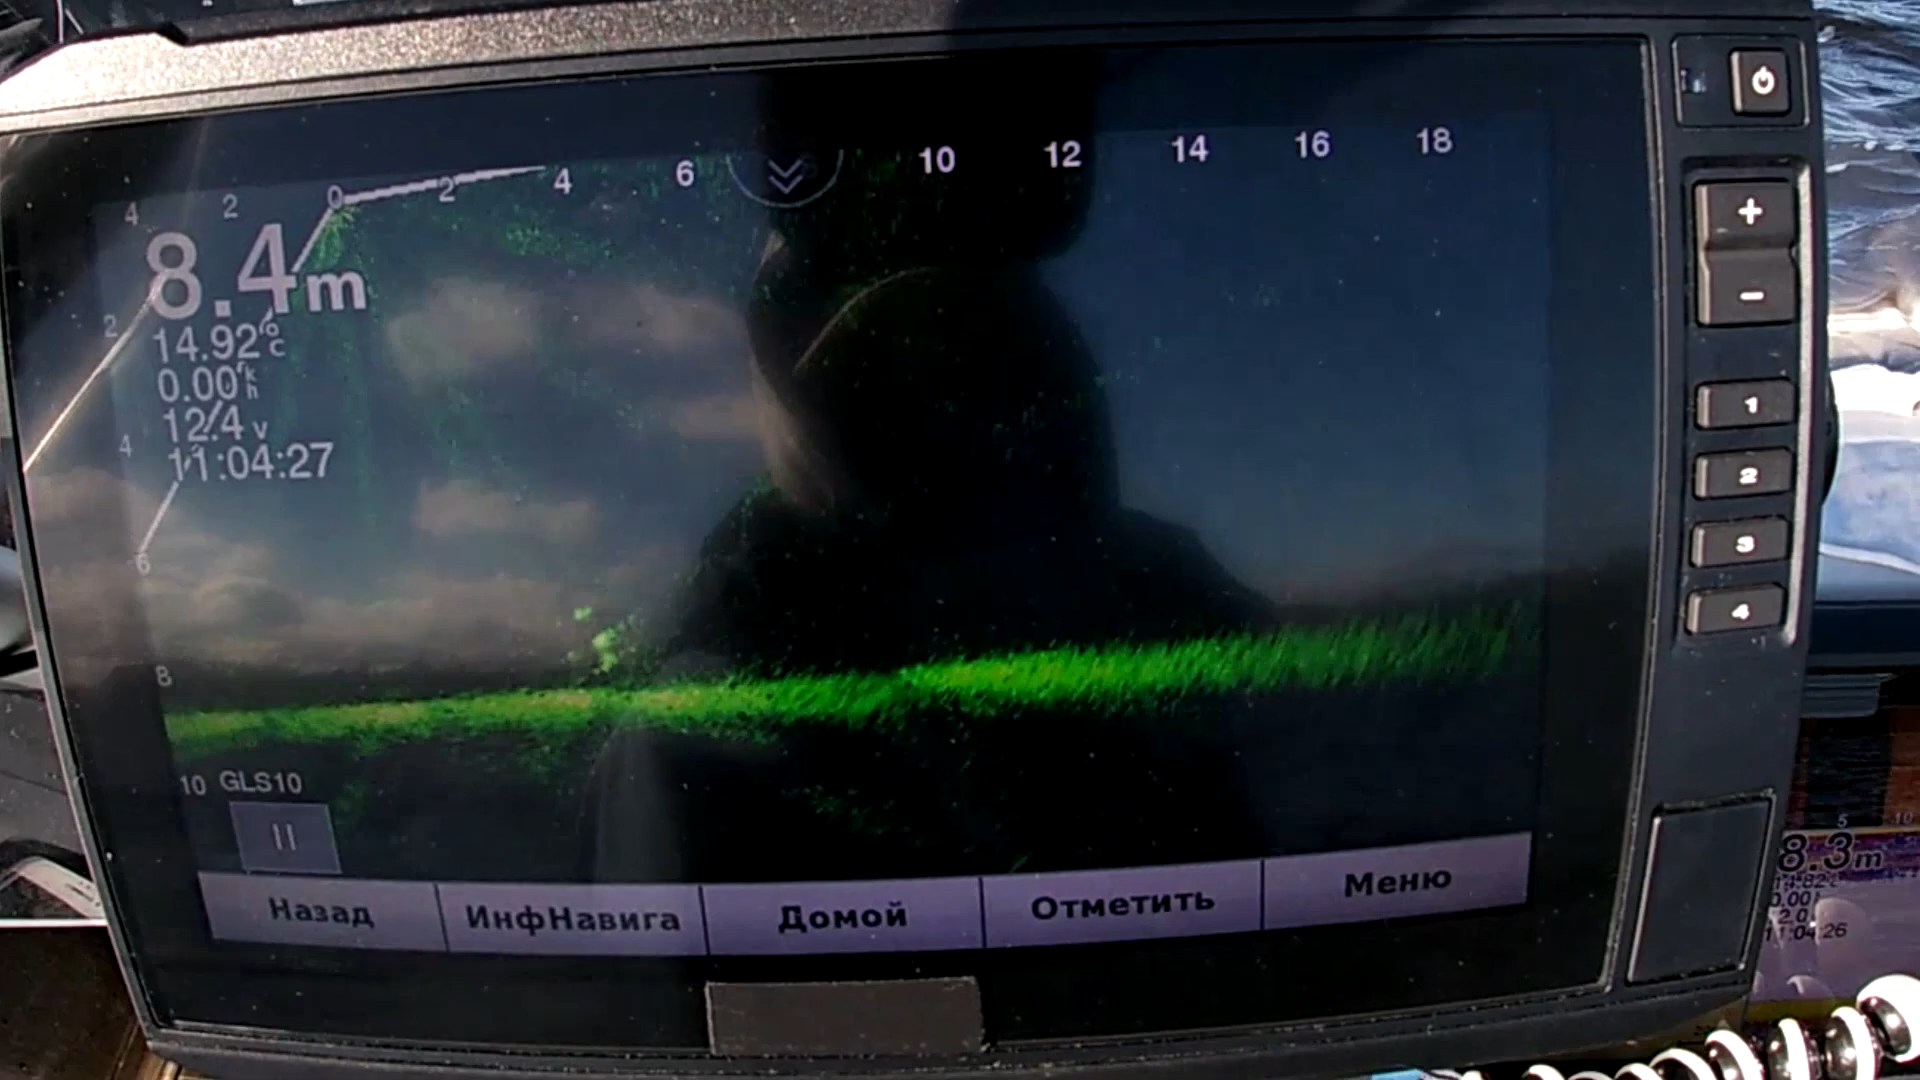 4 2 0 2 4 6 10 12 14 16 18
8.4m
2
14.92°C
0.00 k/h
12.4 v
4
11:04:27
6
8
10 GLS10
Назад ИнфНавига Домой Отметить Меню
+
-
1
2
3
4
5 10
8.3m
11:04:26